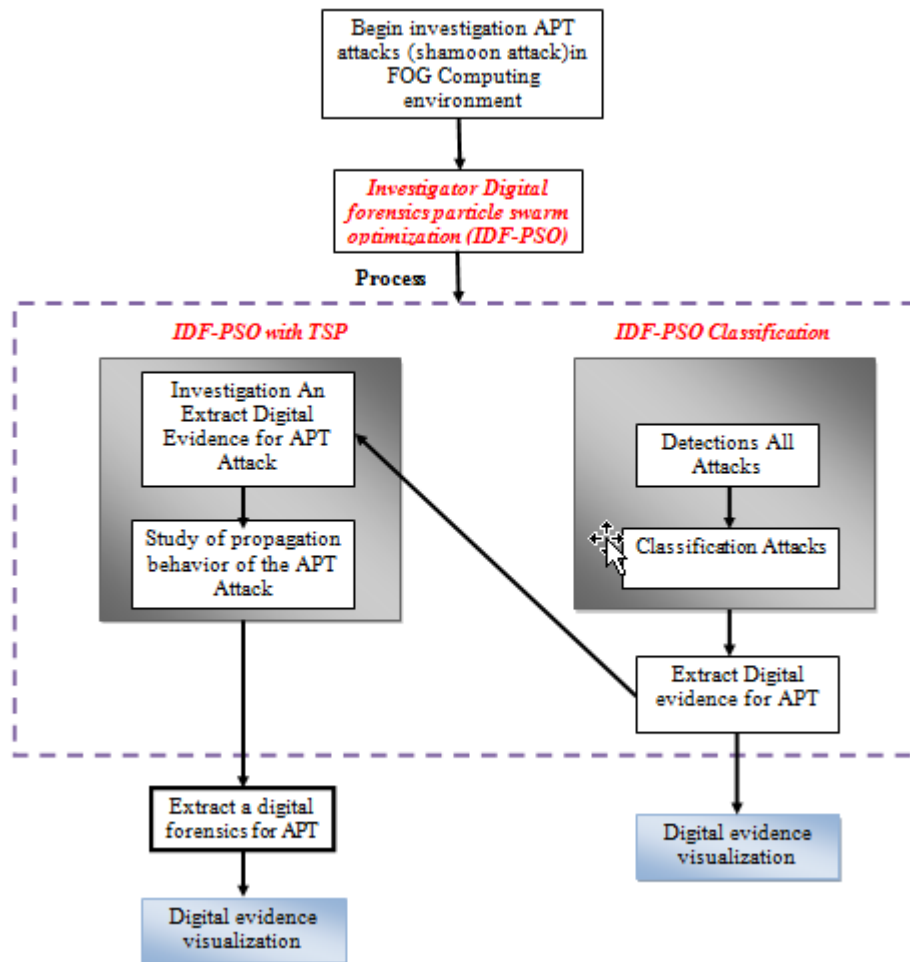 Begin investigation APT
attacks (shamoon attack)in
FOG Computing
environment
Investigator Digital
forensics particle swarm
optimization (IDF-PSO)
Process
IDF-PSO with TSP
Investigation An
Extract Digital
Evidence for APT
Attack
Study of propagation
behavior of the APT
Attack
IDF-PSO Classification
Detections All
Attacks
Classification Attacks
Extract Digital
evidence for APT
Extract a digital
forensics for APT
Digital evidence
visualization
Digital evidence
visualization